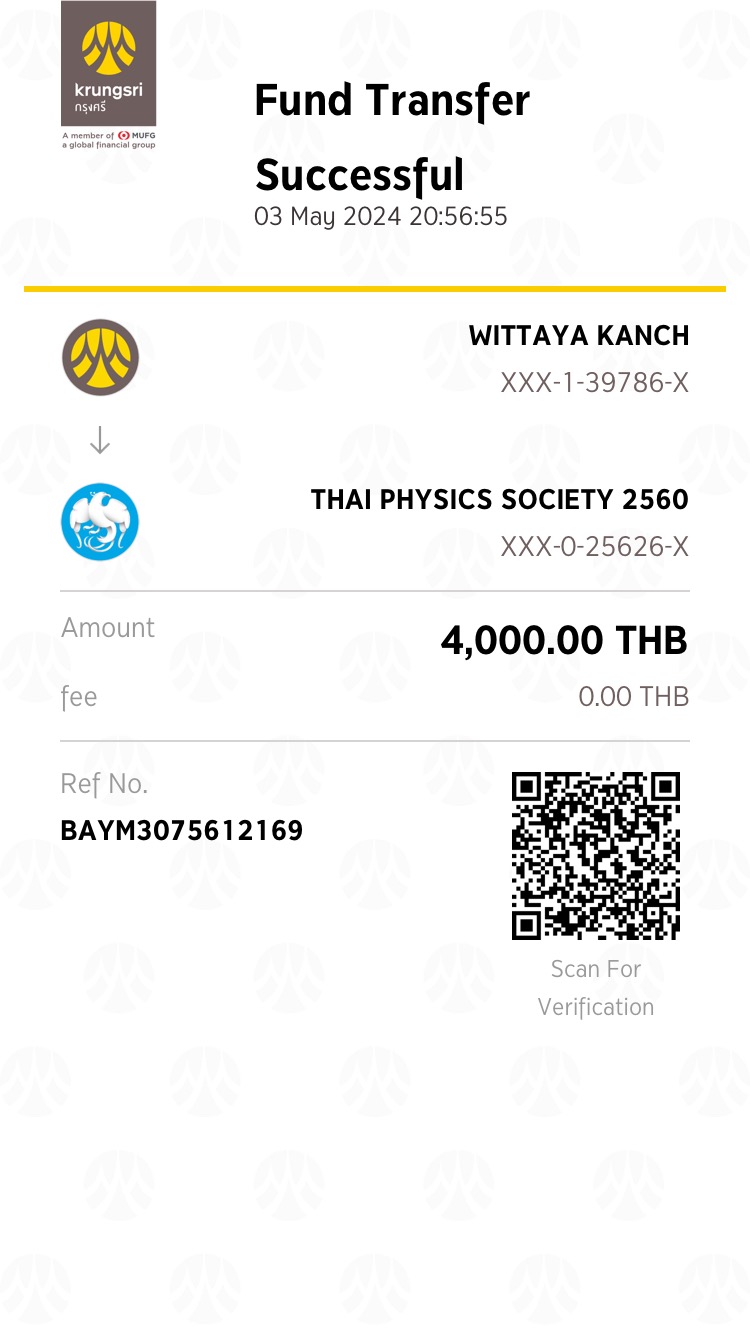 krungsri
กรุงศรี
A member of MUFG
a global financial group
Fund Transfer
Successful
03 May 2024 20:56:55
WITTAYA KANCH
XXX-1-39786-X
THAI PHYSICS SOCIETY 2560
XXX-0-25626-X
Amount
4,000.00 THB
fee
0.00 THB
Ref No.
BAYM3075612169
Scan For
Verification